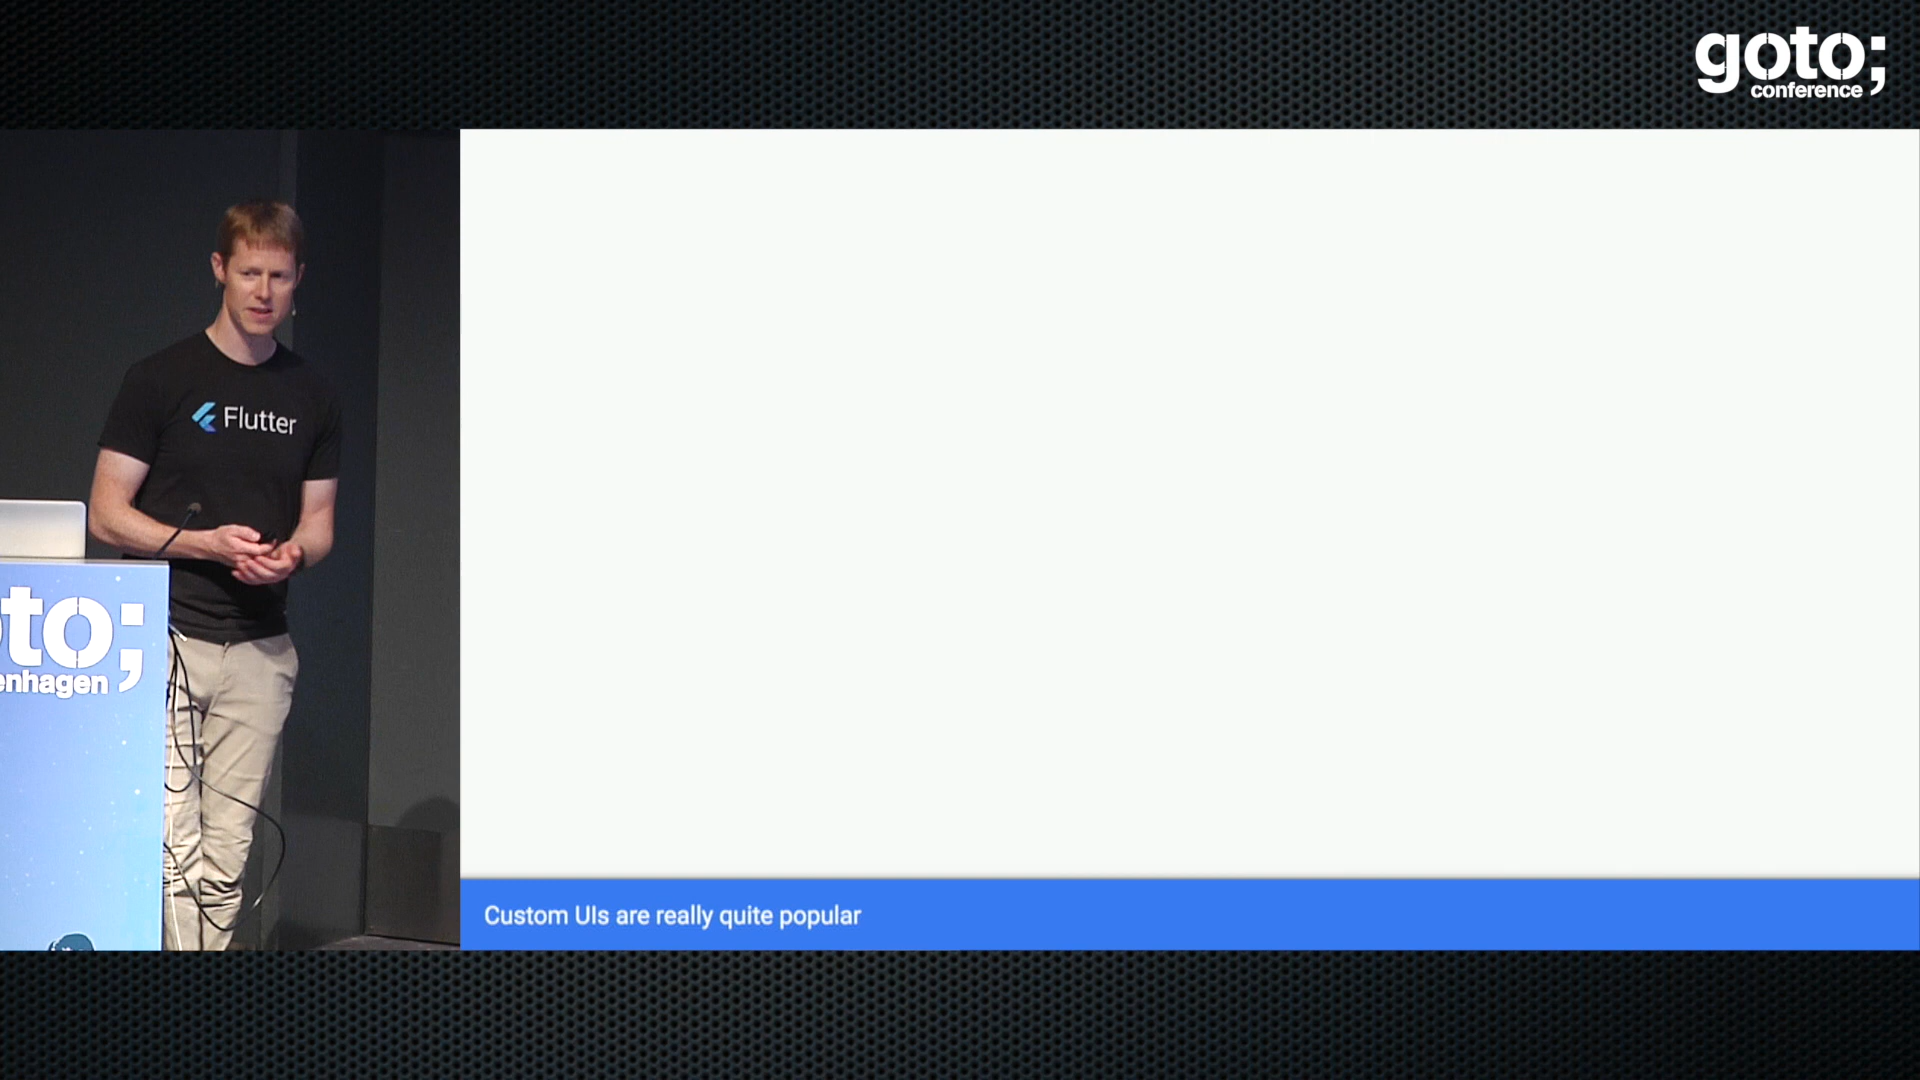 goto;
conference
Flutter
to;
enhagen
Custom UIs are really quite popular